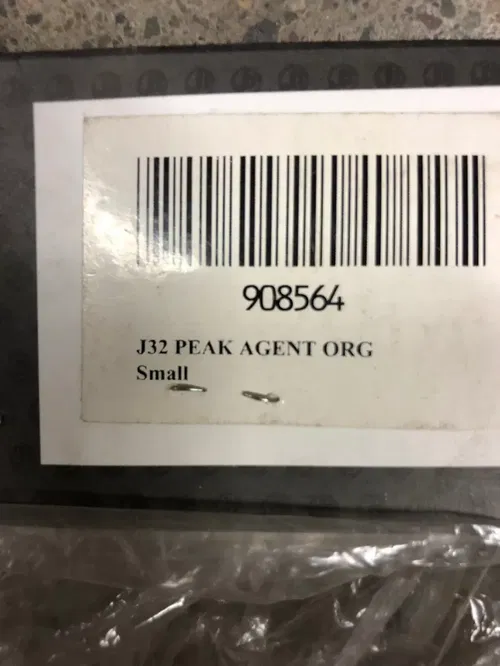 908564
J32 PEAK AGENT ORG
Small